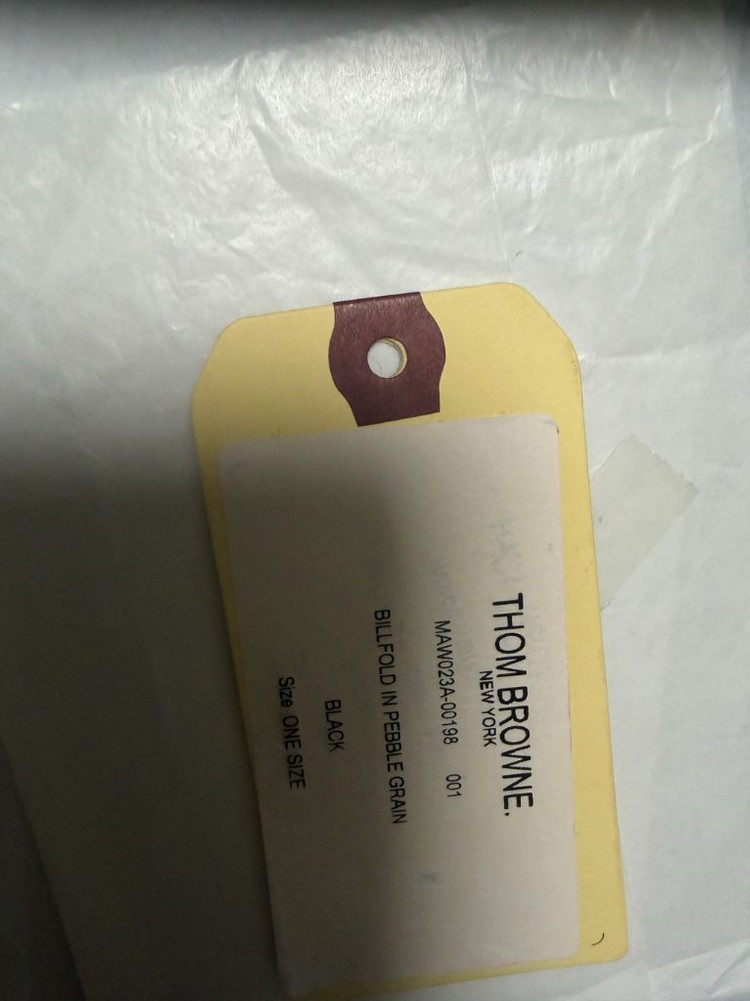 THOM BROWNE.
NEW YORK
MAW023A-00198 001
BILLFOLD IN PEBBLE GRAIN
BLACK
Size ONE SIZE